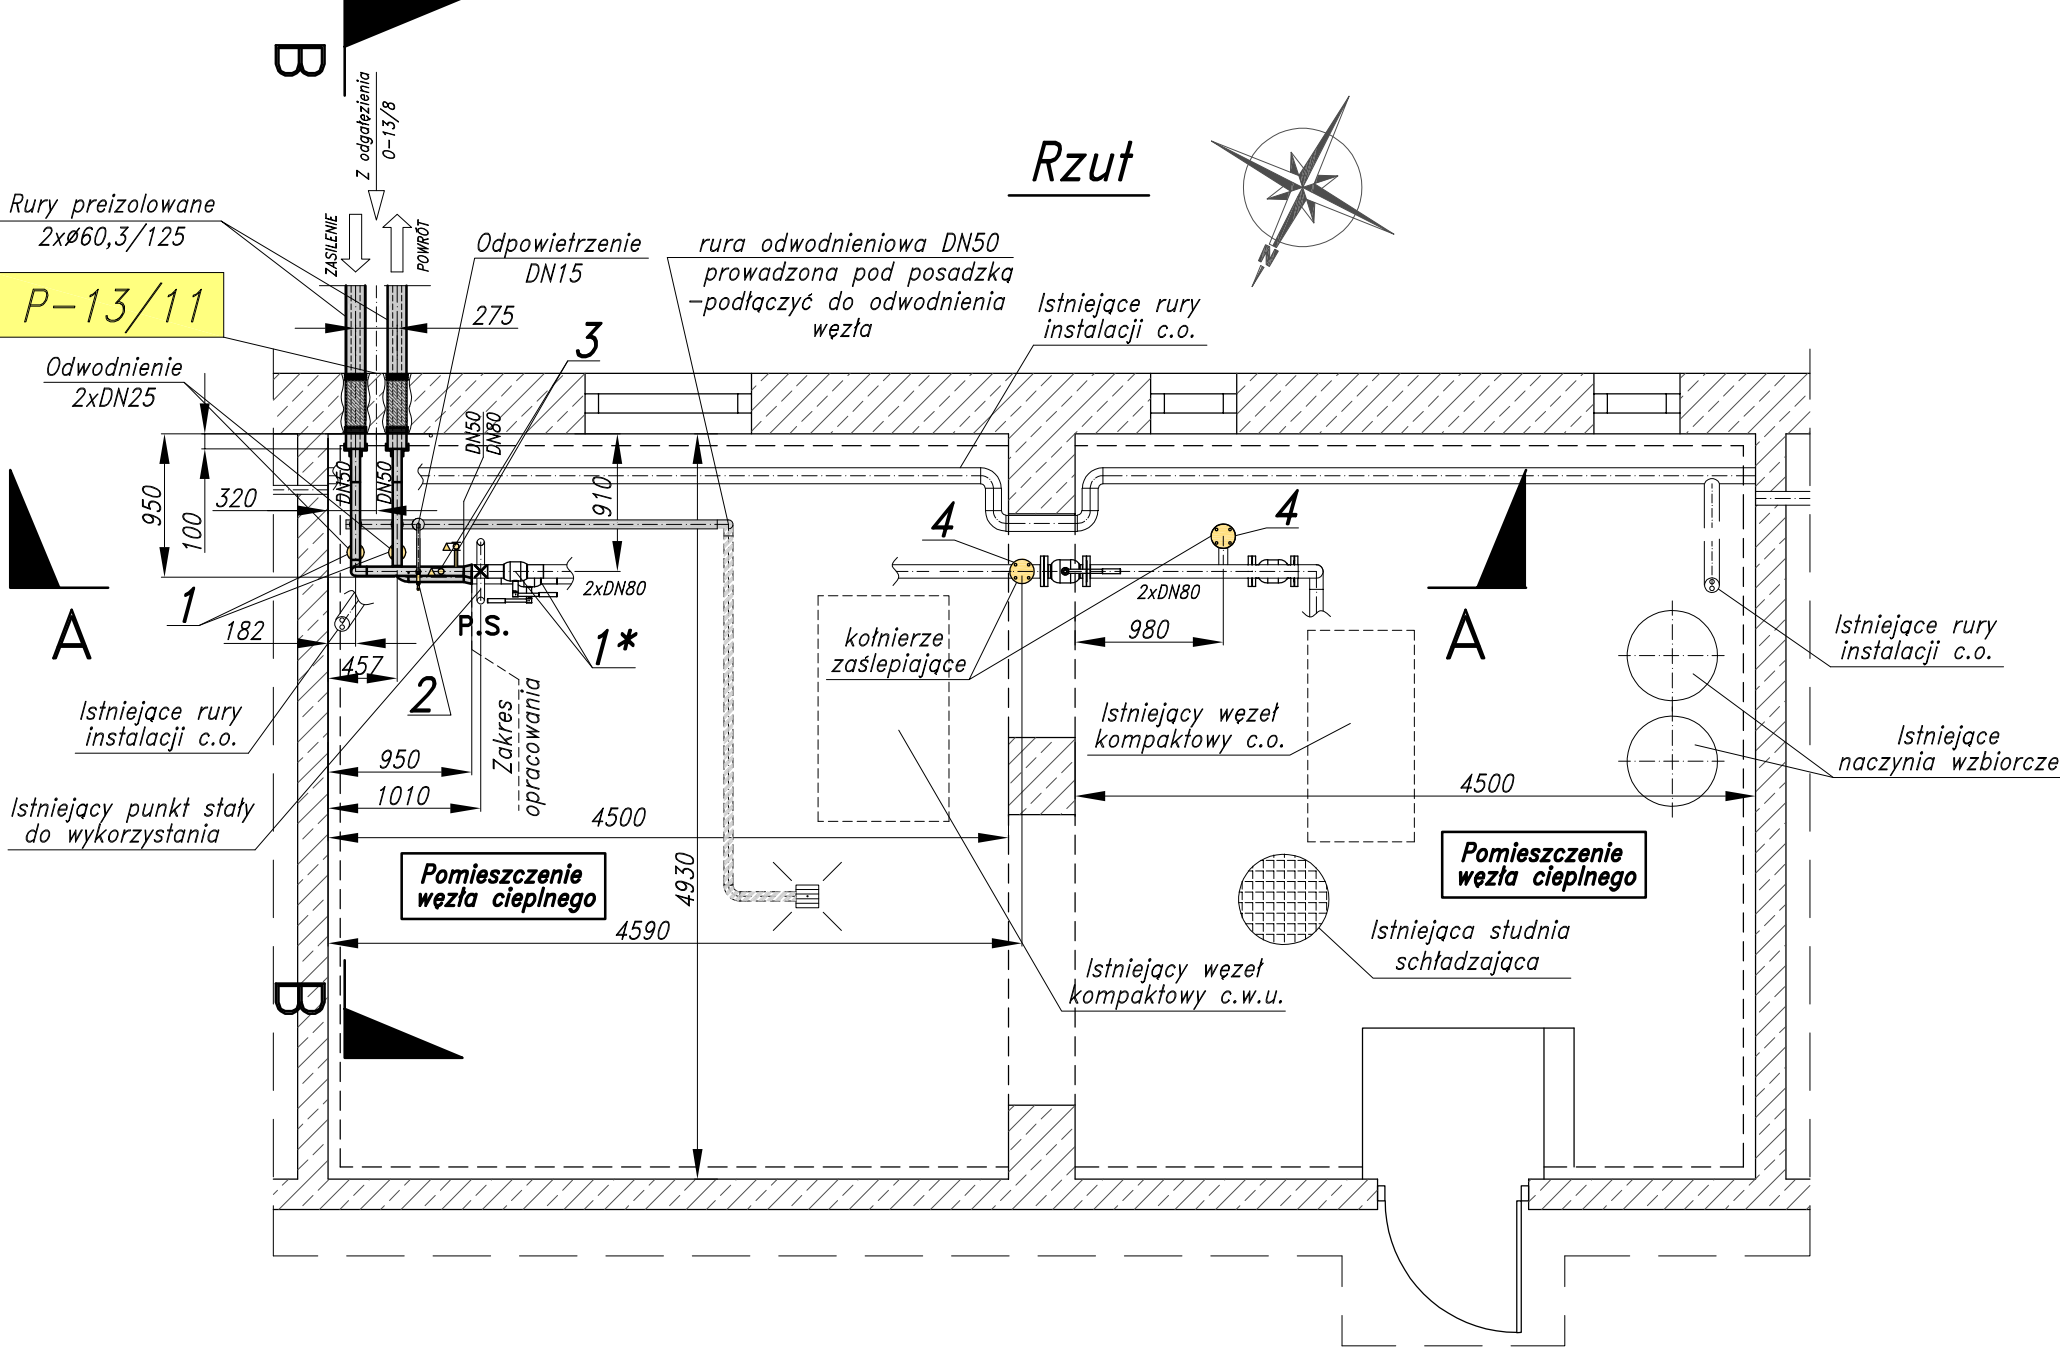 B
Z odgałęzienia
O-13/8
Rzut
N
Rury preizolowane
2xø60,3/125
ZASILENIE
POWRÓT
P-13/11
275
Odpowietrzenie
DN15
rura odwodnieniowa DN50
prowadzona pod posadzką
-podłączyć do odwodnienia
węzła
Istniejące rury
instalacji c.o.
3
Odwodnienie
2xDN25
DN50
DN80
950
100
320
DN50
DN50
910
4
4
2xDN80
2xDN80
1
A
182
457
P.S.
1*
2
Zakres
opracowania
kołnierze
zaślepiające
980
A
Istniejące rury
instalacji c.o.
Istniejące rury
instalacji c.o.
Istniejący węzeł
kompaktowy c.o.
Istniejące
naczynia wzbiorcze
950
1010
Istniejący punkt stały
do wykorzystania
4500
4500
4930
Pomieszczenie
węzła cieplnego
Pomieszczenie
węzła cieplnego
4590
Istniejąca studnia
schładzająca
Istniejący węzeł
kompaktowy c.w.u.
B